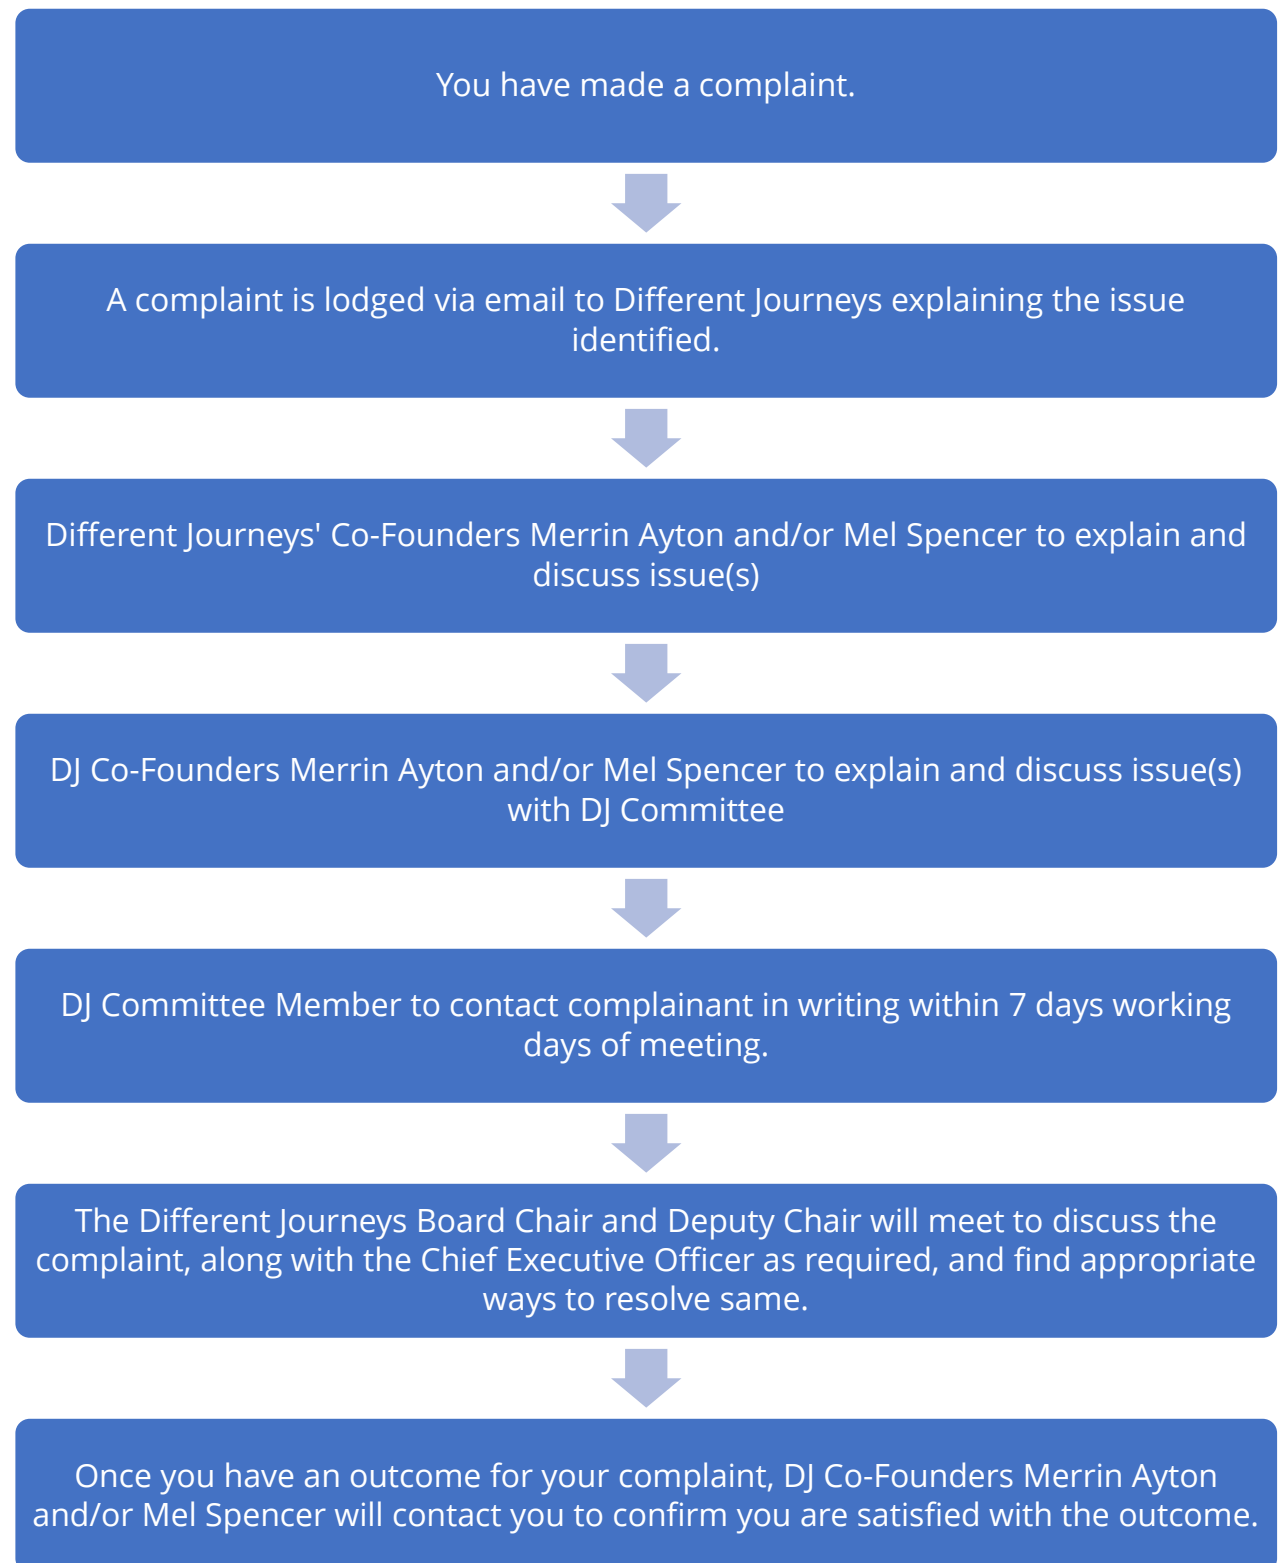 You have made a complaint.
A complaint is lodged via email to Different Journeys explaining the issue
identified.
Different Journeys' Co-Founders Merrin Ayton and/or Mel Spencer to explain and
discuss issue(s)
DJ Co-Founders Merrin Ayton and/or Mel Spencer to explain and discuss issue(s)
with DJ Committee
DJ Committee Member to contact complainant in writing within 7 days working
days of meeting.
The Different Journeys Board Chair and Deputy Chair will meet to discuss the
complaint, along with the Chief Executive Officer as required, and find appropriate
ways to resolve same.
Once you have an outcome for your complaint, DJ Co-Founders Merrin Ayton
and/or Mel Spencer will contact you to confirm you are satisfied with the outcome.